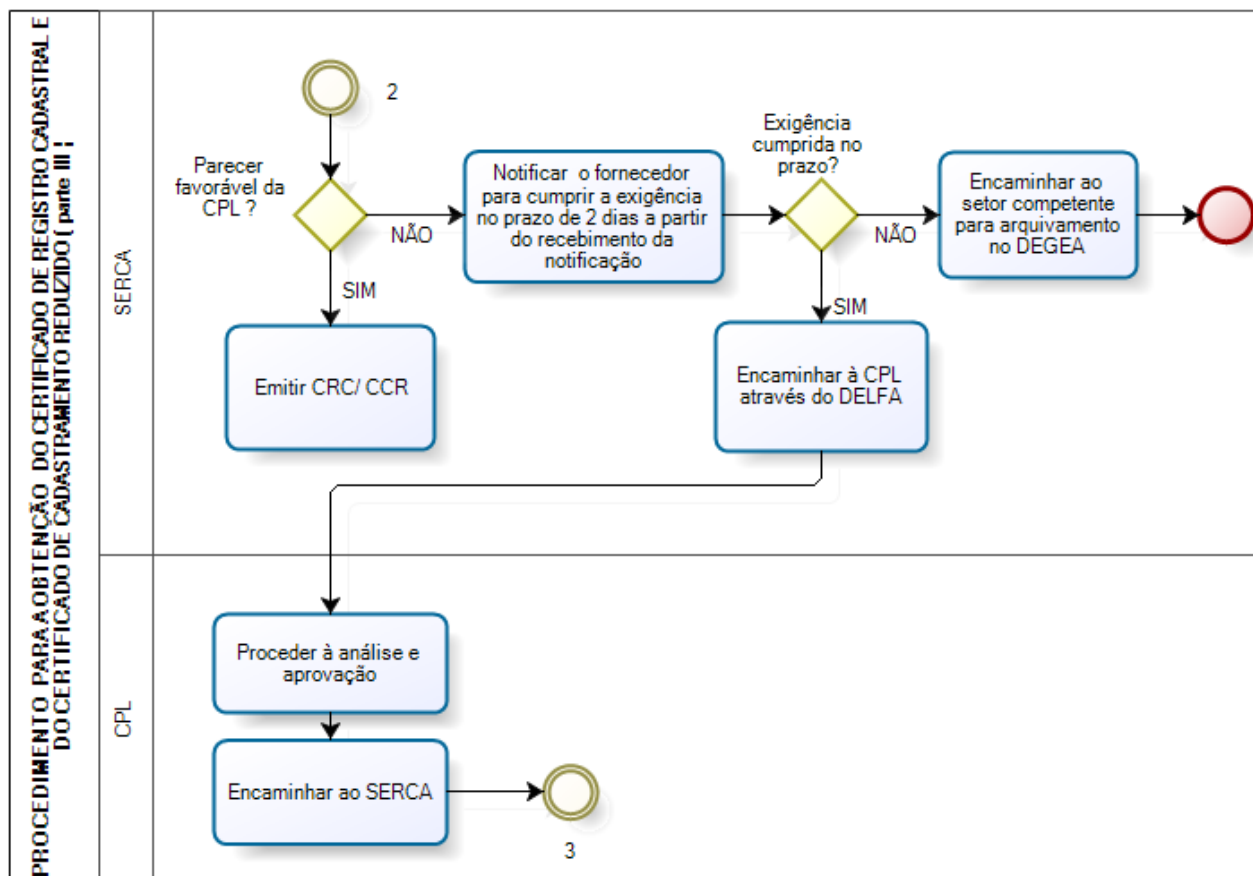 PROCEDIMENTO PARA A OBTENÇÃO DO CERTIFICADO DE REGISTRO CADASTRAL E
DO CERTIFICADO DE CADASTRAMENTO REDUZIDO ( parte III )
SERCA
2
Parecer
favorável da
CPL ?
NÃO
SIM
Notificar o fornecedor
para cumprir a exigência
no prazo de 2 dias a partir
do recebimento da
notificação
Exigência
cumprida no
prazo?
NÃO
SIM
Encaminhar ao
setor competente
para arquivamento
no DEGEA
Emitir CRC/ CCR
Encaminhar à CPL
através do DELFA
CPL
Proceder à análise e
aprovação
Encaminhar ao SERCA
3